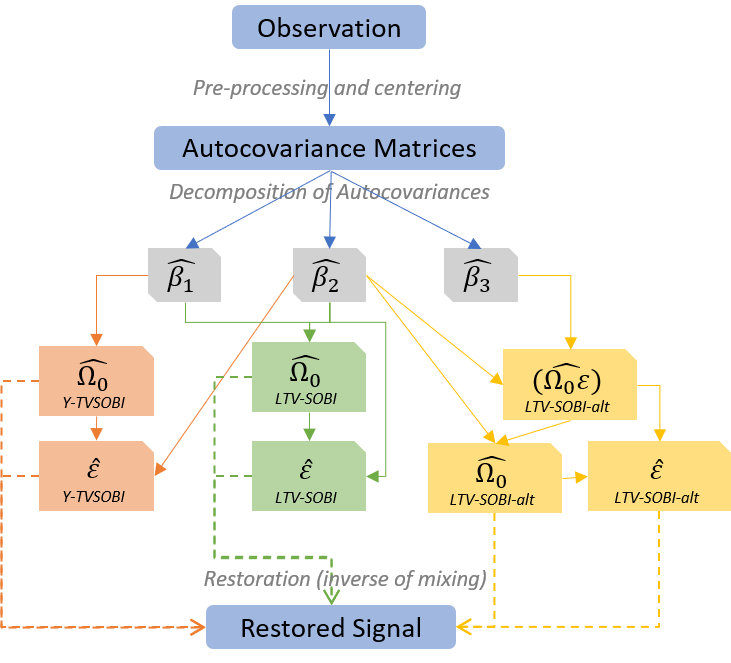 Observation
Pre-processing and centering
Autocovariance Matrices
Decomposition of Autocovariances
$\widehat{\beta_1}$
$\widehat{\beta_2}$
$\widehat{\beta_3}$
$\widehat{\Omega_0}$
Y-TVSOBI
$\widehat{\Omega_0}$
LTV-SOBI
$(\widehat{\Omega_0 \varepsilon})$
LTV-SOBI-alt
$\hat{\varepsilon}$
Y-TVSOBI
$\hat{\varepsilon}$
LTV-SOBI
$\widehat{\Omega_0}$
LTV-SOBI-alt
$\hat{\varepsilon}$
LTV-SOBI-alt
Restoration (inverse of mixing)
Restored Signal